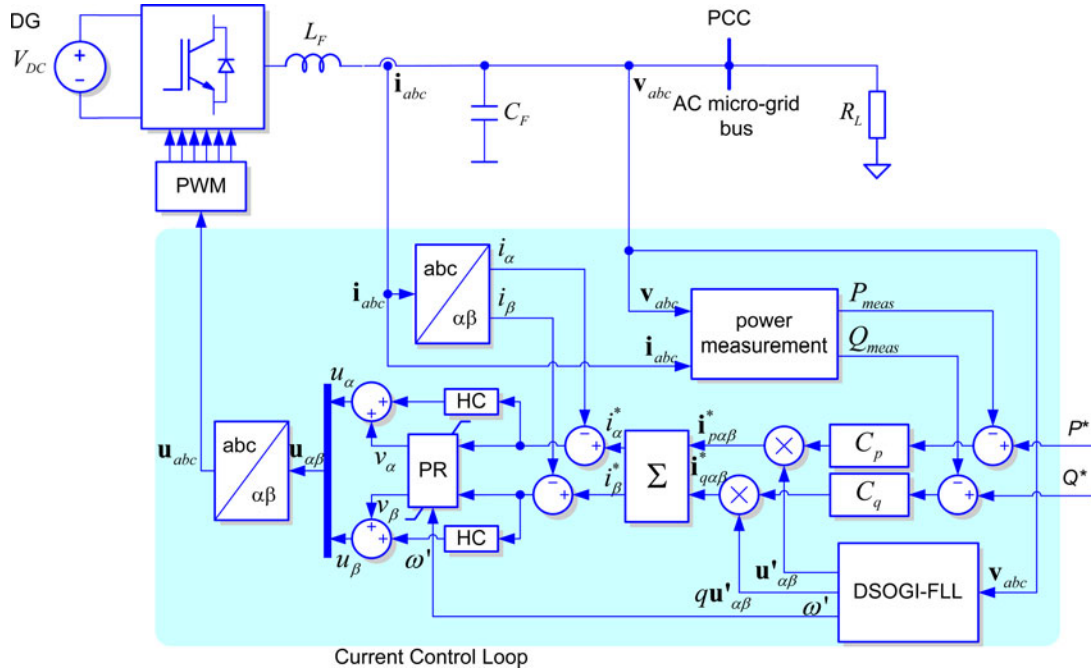 DG
V_DC
L_F
PCC
i_abc
v_abc
AC micro-grid
bus
C_F
R_L
PWM
abc
αβ
i_α
i_β
i_abc
v_abc
i_abc
power
measurement
P_meas
Q_meas
u_α
HC
i*_α
i*_pαβ
C_p
P*
abc
αβ
u_abc
u_αβ
v_α
PR
i*_β
Σ
i*_qαβ
C_q
Q*
v_β
HC
u_β
ω'
u'_αβ
qu'_αβ
ω'
DSOGI-FLL
v_abc
Current Control Loop